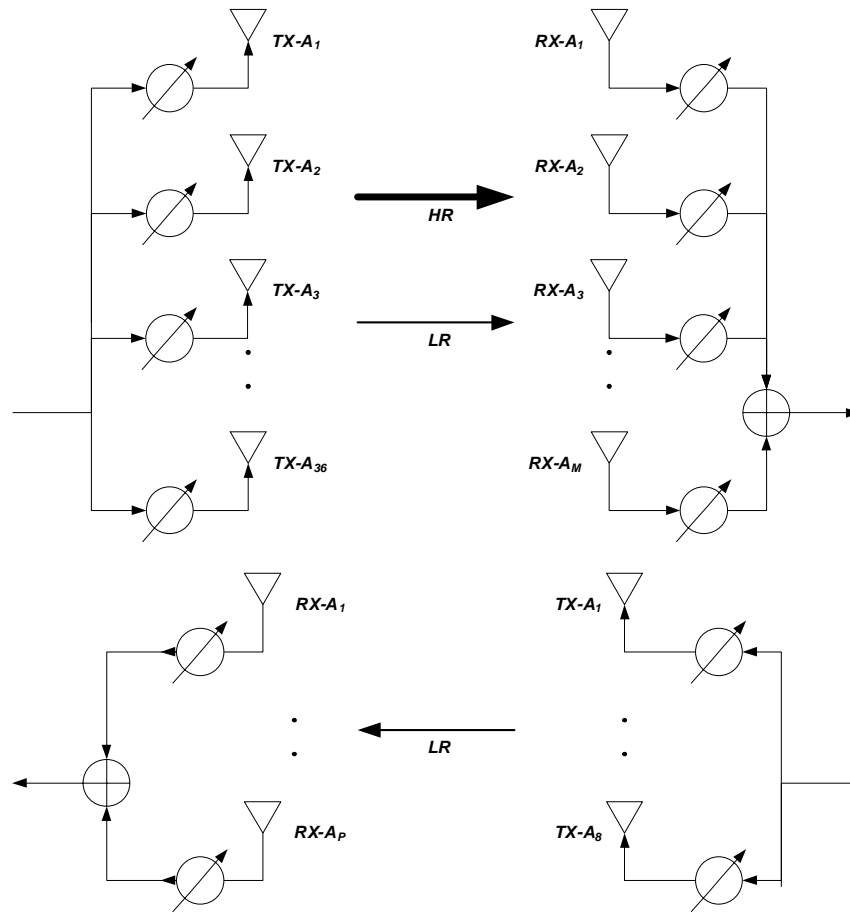 TX-A1 RX-A1
TX-A2 RX-A2
HR
TX-A3 RX-A3
LR
TX-A36 RX-AM
RX-A1 TX-A1
LR
RX-AP TX-A8